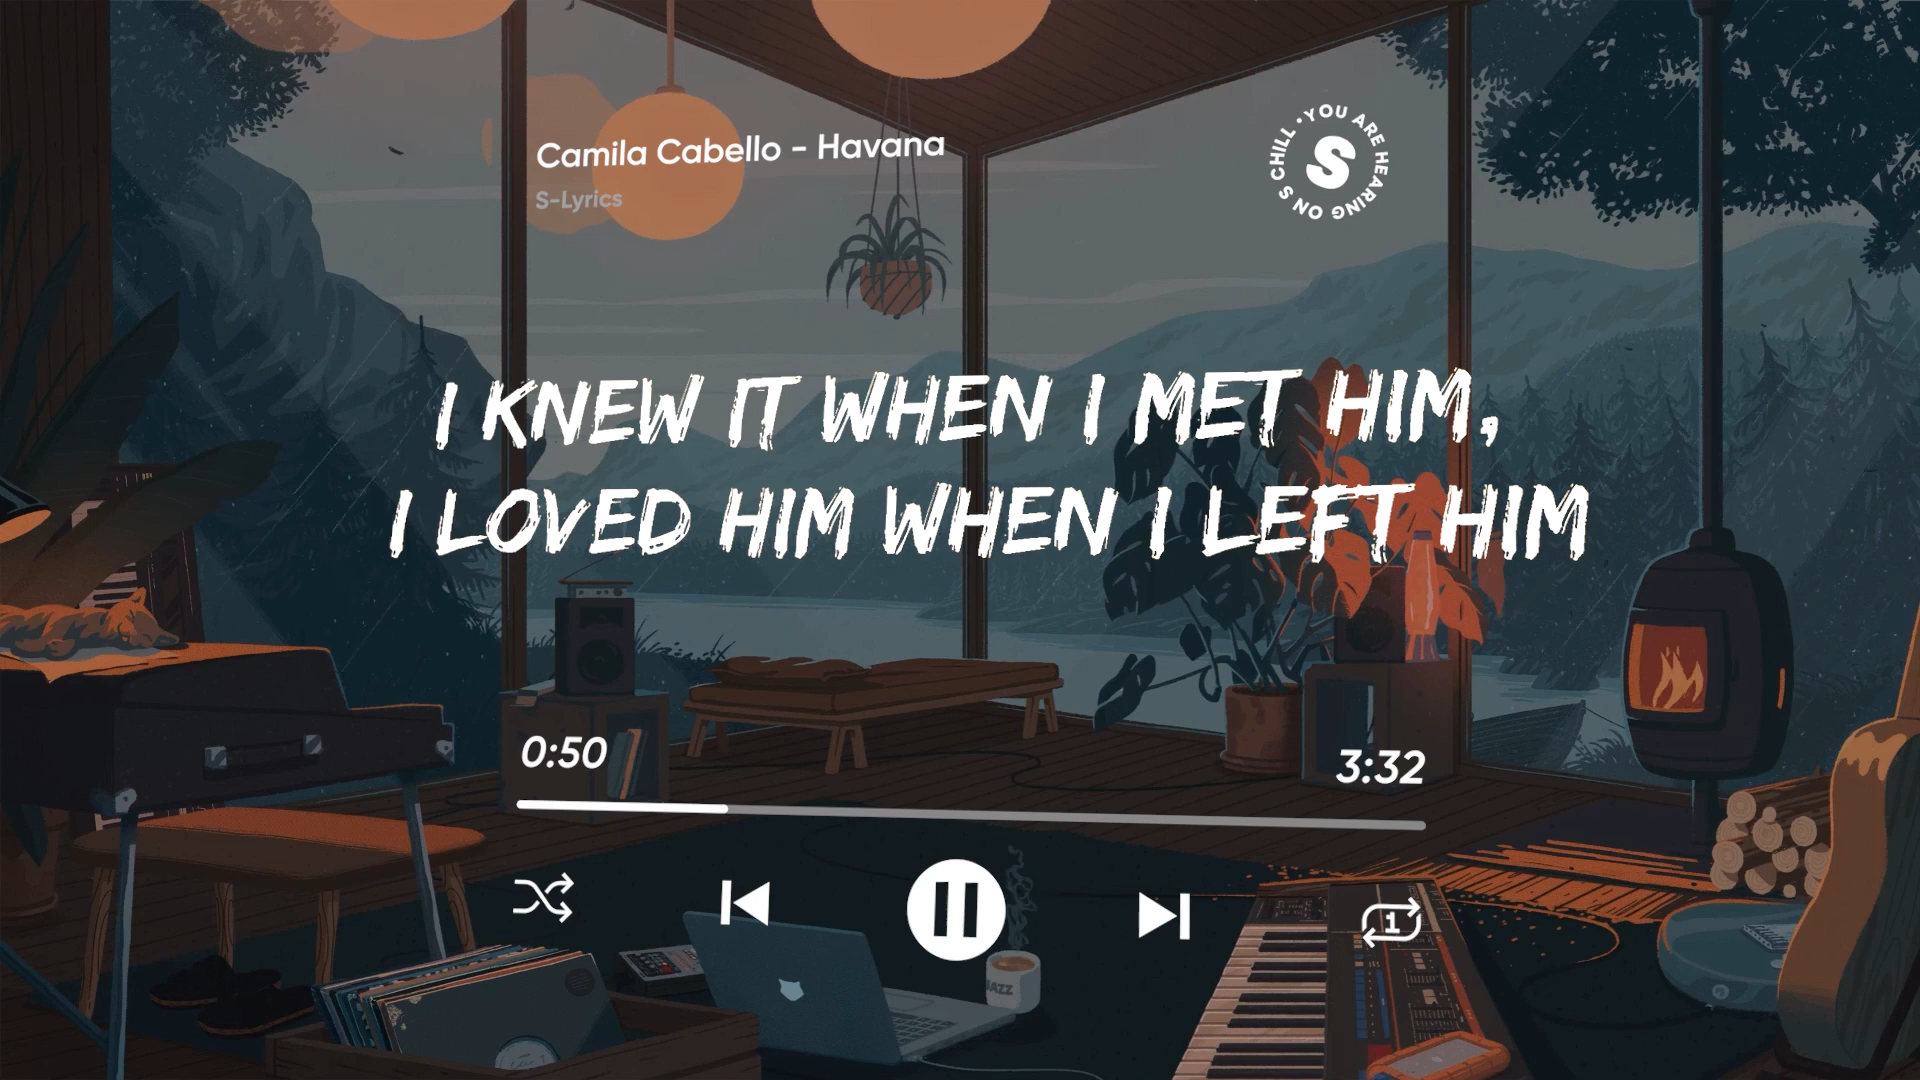 Camila Cabello - Havana
S-Lyrics
YOU ARE HEARING ON S CHILL •
S
I KNEW IT WHEN I MET HIM,
I LOVED HIM WHEN I LEFT HIM
0:50
3:32
1
JAZZ